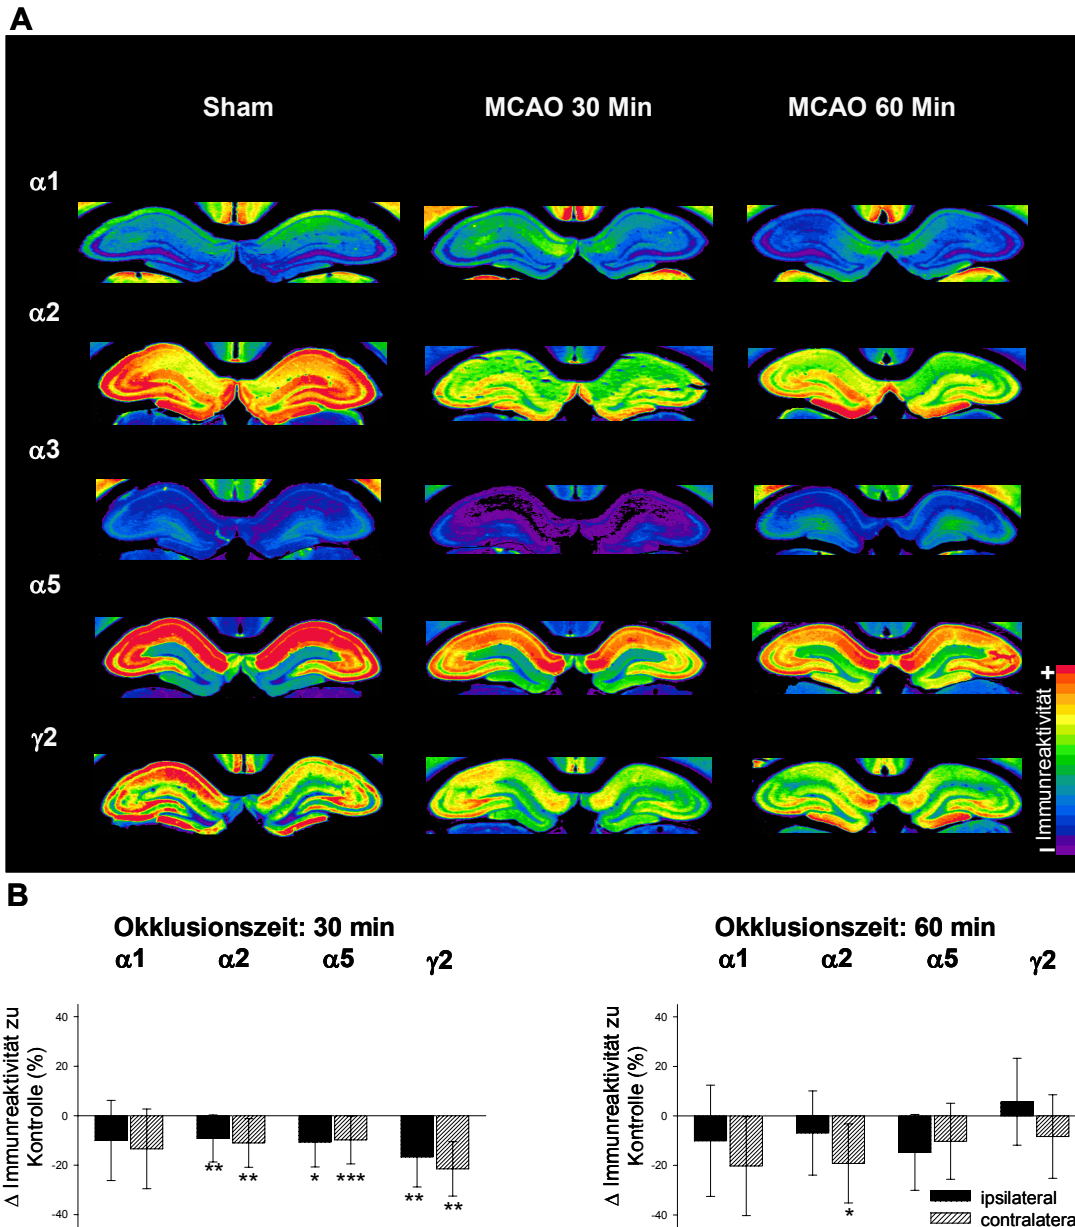 A
Sham MCAO 30 Min MCAO 60 Min
α1
α2
α3
α5
γ2
− Immunreaktivität +
B
Okklusionszeit: 30 min
α1 α2 α5 γ2
Δ Immunreaktivität zu
Kontrolle (%)
40
20
0
-20
-40
** ** * *** ** **
Okklusionszeit: 60 min
α1 α2 α5 γ2
Δ Immunreaktivität zu
Kontrolle (%)
40
20
0
-20
-40
*
ipsilateral
contralatera